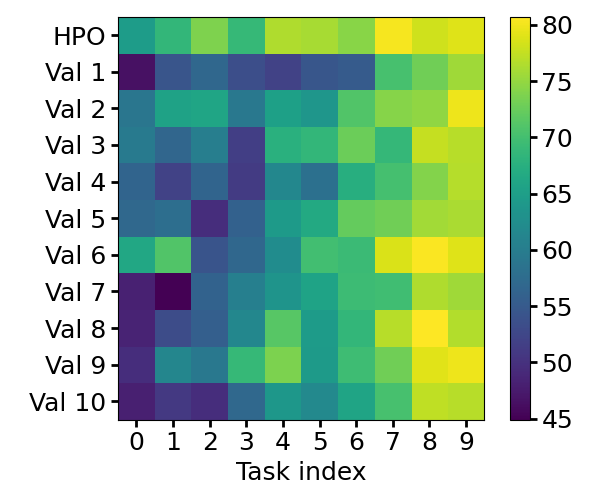 HPO
Val 1
Val 2
Val 3
Val 4
Val 5
Val 6
Val 7
Val 8
Val 9
Val 10
0 1 2 3 4 5 6 7 8 9
Task index
80
75
70
65
60
55
50
45